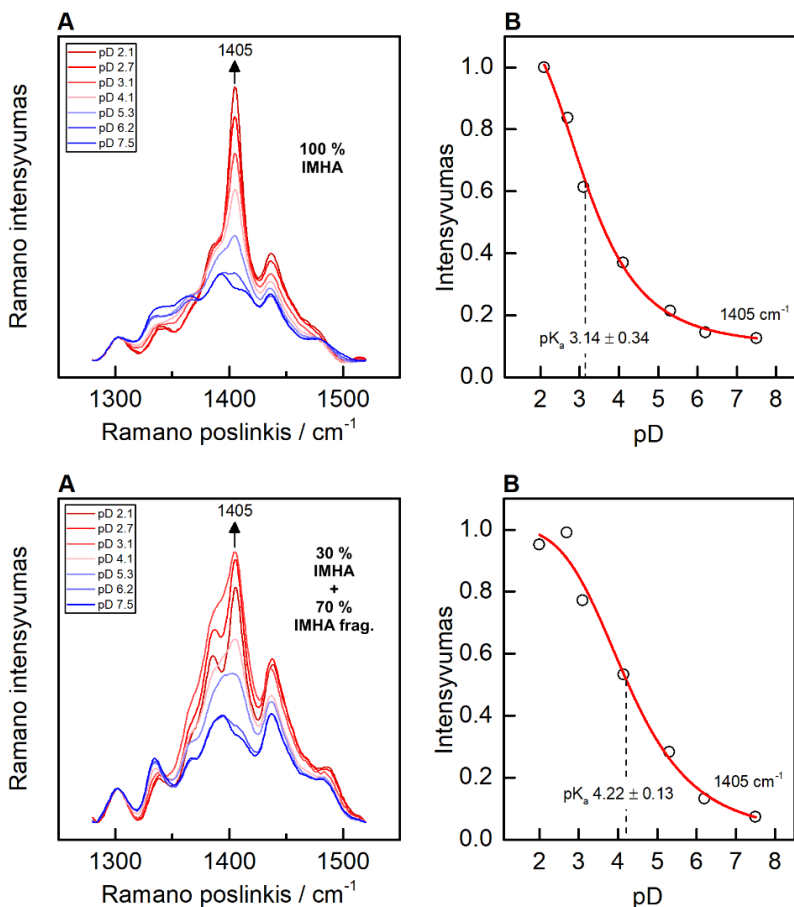 A
1405
pD 2.1
pD 2.7
pD 3.1
pD 4.1
pD 5.3
pD 6.2
pD 7.5
100 %
IMHA
Ramano intensyvumas
1300 1400 1500
Ramano poslinkis / cm⁻¹
B
1.0
0.8
0.6
0.4
0.2
0.0
Intensyvumas
1405 cm⁻¹
pKₐ 3.14 ± 0.34
2 3 4 5 6 7 8
pD
A
1405
pD 2.1
pD 2.7
pD 3.1
pD 4.1
pD 5.3
pD 6.2
pD 7.5
30 %
IMHA
+
70 %
IMHA frag.
Ramano intensyvumas
1300 1400 1500
Ramano poslinkis / cm⁻¹
B
1.0
0.8
0.6
0.4
0.2
0.0
Intensyvumas
1405 cm⁻¹
pKₐ 4.22 ± 0.13
2 3 4 5 6 7 8
pD